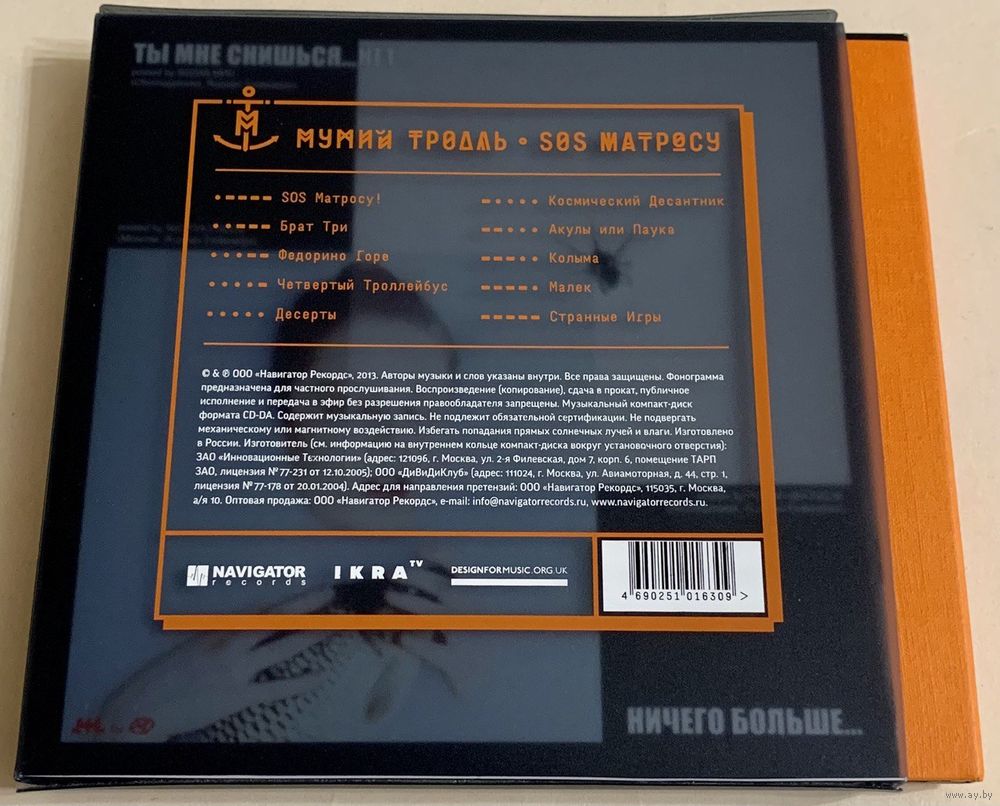 ТЫ МНЕ СНИШЬСЯ...
МУМИЙ ТРОЛЛЬ • SOS МАТРОСУ
SOS Матросу!
Брат Три
Федорино Горе
Четвертый Троллейбус
Десерты
Космический Десантник
Акулы или Паука
Колыма
Малек
Странные Игры
© & ℗ ООО «Навигатор Рекордс», 2013. Авторы музыки и слов указаны внутри. Все права защищены. Фонограмма
предназначена для частного прослушивания. Воспроизведение (копирование), сдача в прокат, публичное
исполнение и передача в эфир без разрешения правообладателя запрещены. Музыкальный компакт-диск
формата CD-DA. Содержит музыкальную запись. Не подлежит обязательной сертификации. Не подвергать
механическому или магнитному воздействию. Избегать попадания прямых солнечных лучей и влаги. Изготовлено
в России. Изготовитель (см. информацию на внутреннем кольце компакт-диска вокруг установочного отверстия):
ЗАО «Инновационные Технологии» (адрес: 121096, г. Москва, ул. 2-я Филевская, дом 7, корп. 6, помещение ТАРП
ЗАО, лицензия №77-231 от 12.10.2005); ООО «ДиВиДиКлуб» (адрес: 111024, г. Москва, ул. Авиамоторная, д. 44, стр. 1,
лицензия №77-178 от 20.01.2004). Адрес для направления претензий: ООО «Навигатор Рекордс», 115035, г. Москва,
а/я 10. Оптовая продажа: ООО «Навигатор Рекордс», e-mail: info@navigatorrecords.ru, www.navigatorrecords.ru.
NAVIGATOR
records
IKRA TV
DESIGNFORMUSIC.ORG.UK
4 690251 016309 >
НИЧЕГО БОЛЬШЕ...
www.ay.by